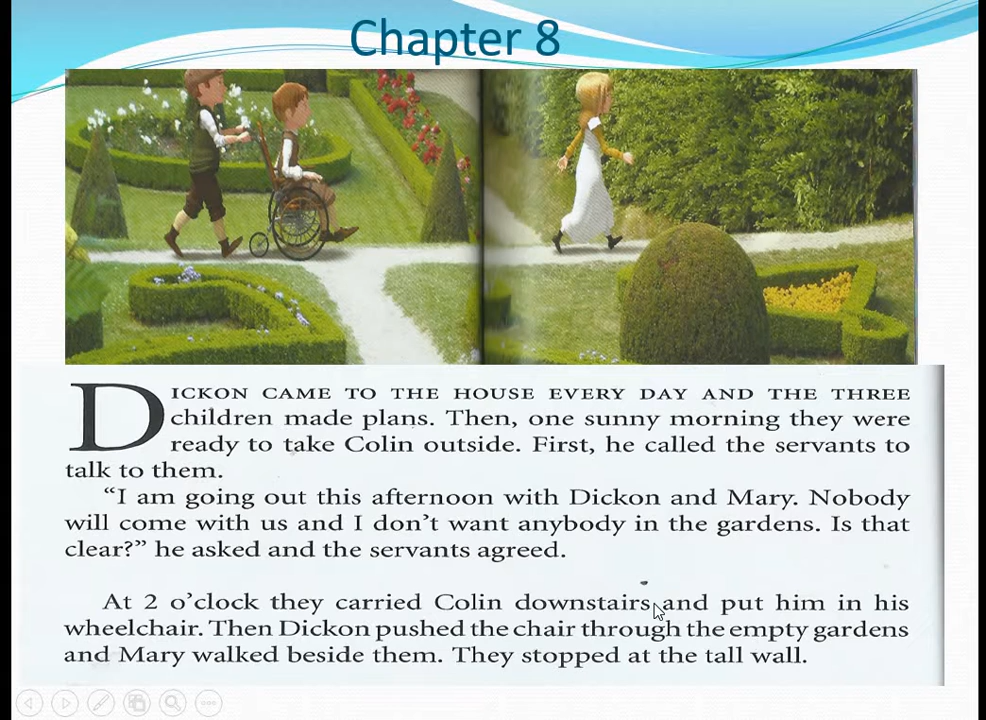 Chapter 8
DICKON CAME TO THE HOUSE EVERY DAY AND THE THREE
children made plans. Then, one sunny morning they were
ready to take Colin outside. First, he called the servants to
talk to them.
“I am going out this afternoon with Dickon and Mary. Nobody
will come with us and I don’t want anybody in the gardens. Is that
clear?” he asked and the servants agreed.
At 2 o’clock they carried Colin downstairs and put him in his
wheelchair. Then Dickon pushed the chair through the empty gardens
and Mary walked beside them. They stopped at the tall wall.